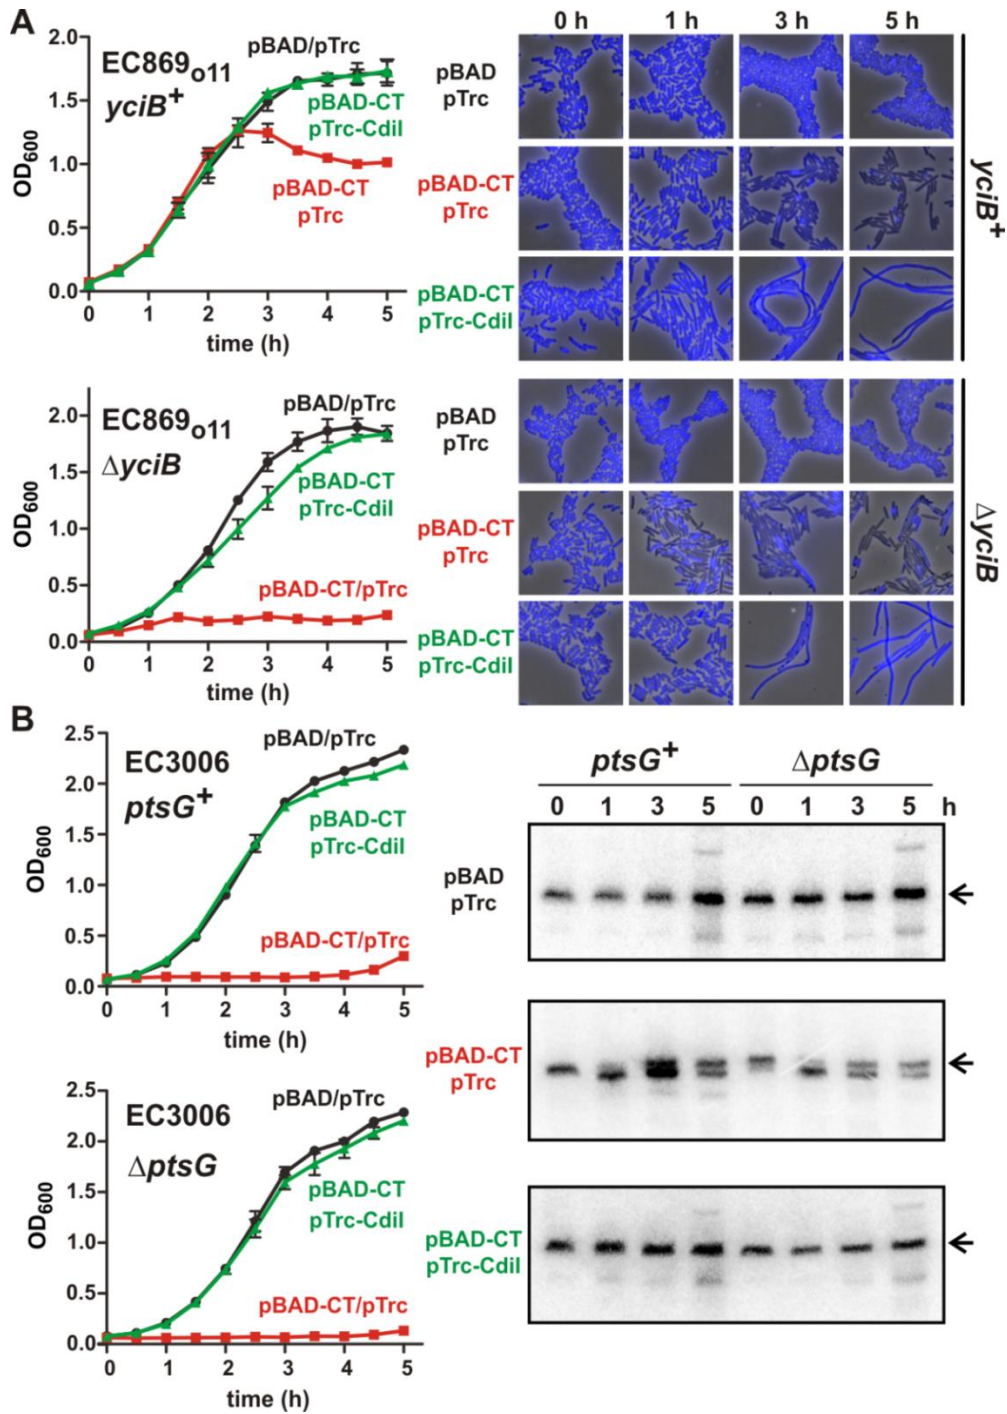 A
EC869o11
yciB+
pBAD/pTrc
pBAD-CT
pTrc-CdiI
pBAD-CT
pTrc
OD600
2.0
1.5
1.0
0.5
0.0
0 1 2 3 4 5
time (h)
0 h 1 h 3 h 5 h
pBAD
pTrc
pBAD-CT
pTrc
pBAD-CT
pTrc-CdiI
yciB+
EC869o11
ΔyciB
pBAD/pTrc
pBAD-CT
pTrc-CdiI
pBAD-CT/pTrc
OD600
2.0
1.5
1.0
0.5
0.0
0 1 2 3 4 5
time (h)
pBAD
pTrc
pBAD-CT
pTrc
pBAD-CT
pTrc-CdiI
ΔyciB
B
EC3006
ptsG+
pBAD/pTrc
pBAD-CT
pTrc-CdiI
pBAD-CT/pTrc
OD600
2.5
2.0
1.5
1.0
0.5
0.0
0 1 2 3 4 5
time (h)
EC3006
ΔptsG
pBAD/pTrc
pBAD-CT
pTrc-CdiI
pBAD-CT/pTrc
OD600
2.5
2.0
1.5
1.0
0.5
0.0
0 1 2 3 4 5
time (h)
ptsG+ ΔptsG
0 1 3 5 0 1 3 5 h
pBAD
pTrc
pBAD-CT
pTrc
pBAD-CT
pTrc-CdiI